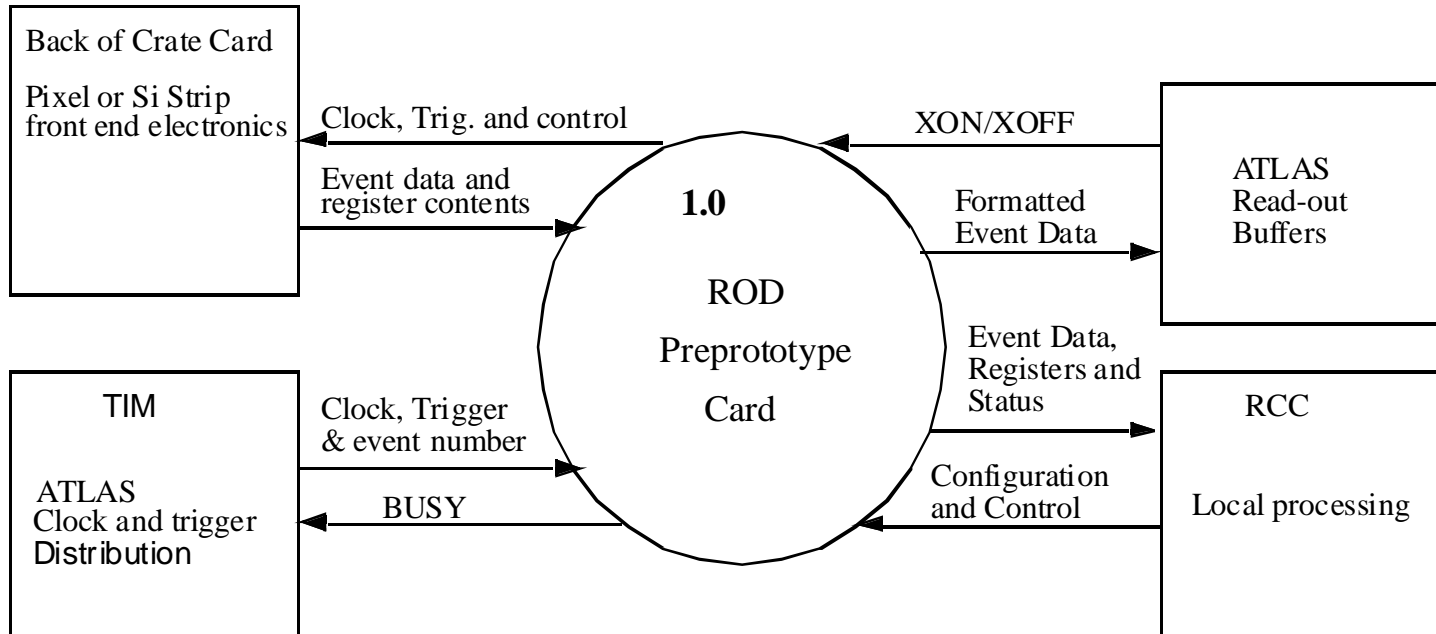 Back of Crate Card
Pixel or Si Strip
front end electronics
Clock, Trig. and control
Event data and
register contents
XON/XOFF
Formatted
Event Data
ATLAS
Read-out
Buffers
1.0
ROD
Preprototype
Card
TIM
ATLAS
Clock and trigger
Distribution
Clock, Trigger
& event number
BUSY
Event Data,
Registers and
Status
Configuration
and Control
RCC
Local processing